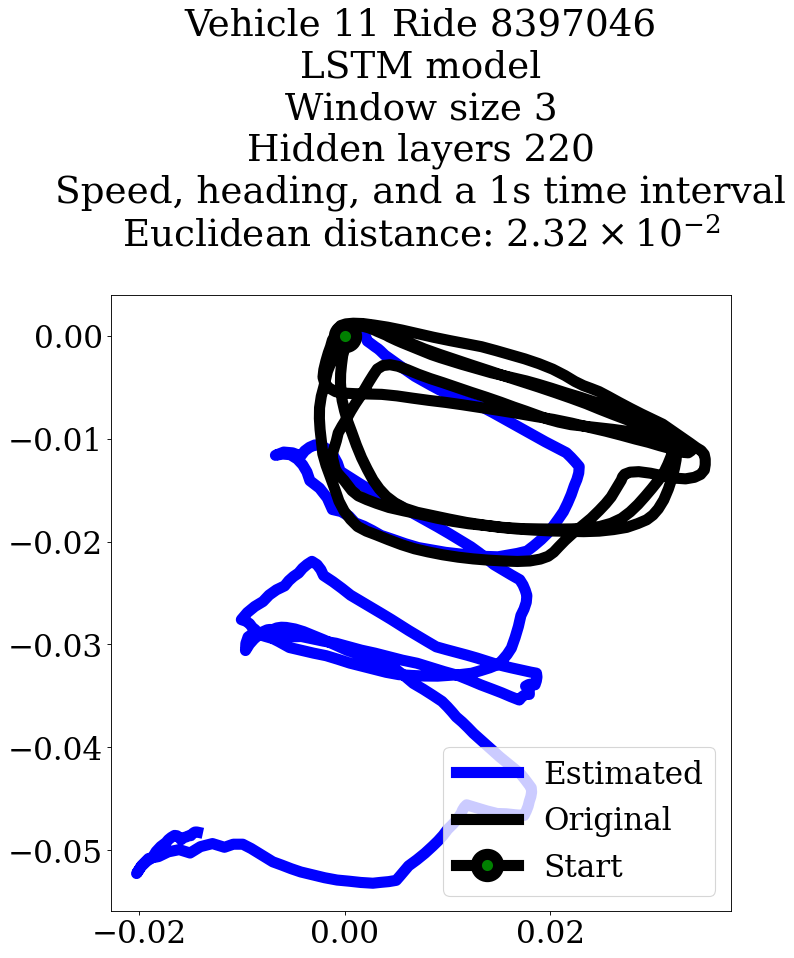 Vehicle 11 Ride 8397046
LSTM model
Window size 3
Hidden layers 220
Speed, heading, and a 1s time interval
Euclidean distance: 2.32 × 10⁻²
0.00
−0.01
−0.02
−0.03
−0.04
−0.05
Estimated
Original
Start
−0.02
0.00
0.02